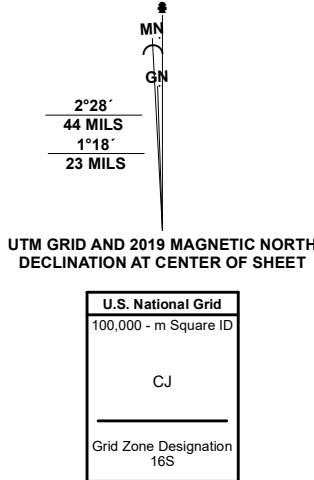 MN
GN
2°28´
44 MILS
1°18´
23 MILS
UTM GRID AND 2019 MAGNETIC NORTH
DECLINATION AT CENTER OF SHEET
U.S. National Grid
100,000 - m Square ID
CJ
Grid Zone Designation
16S